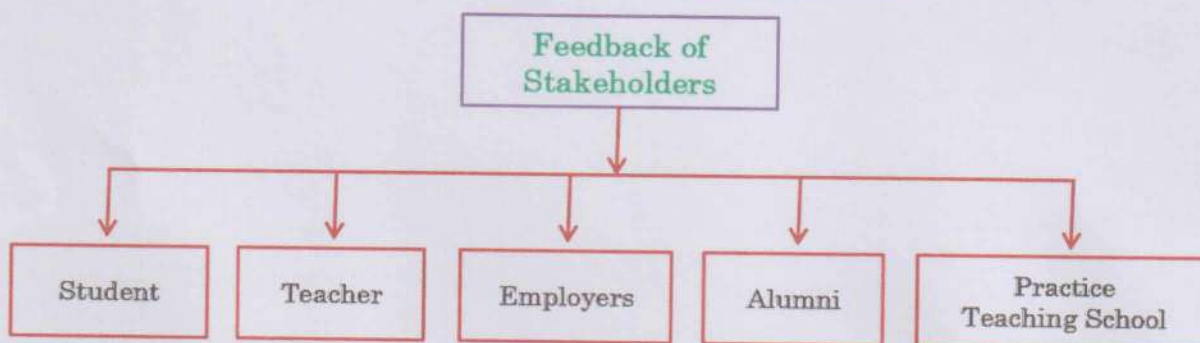 Feedback of
Stakeholders
Student
Teacher
Employers
Alumni
Practice
Teaching School